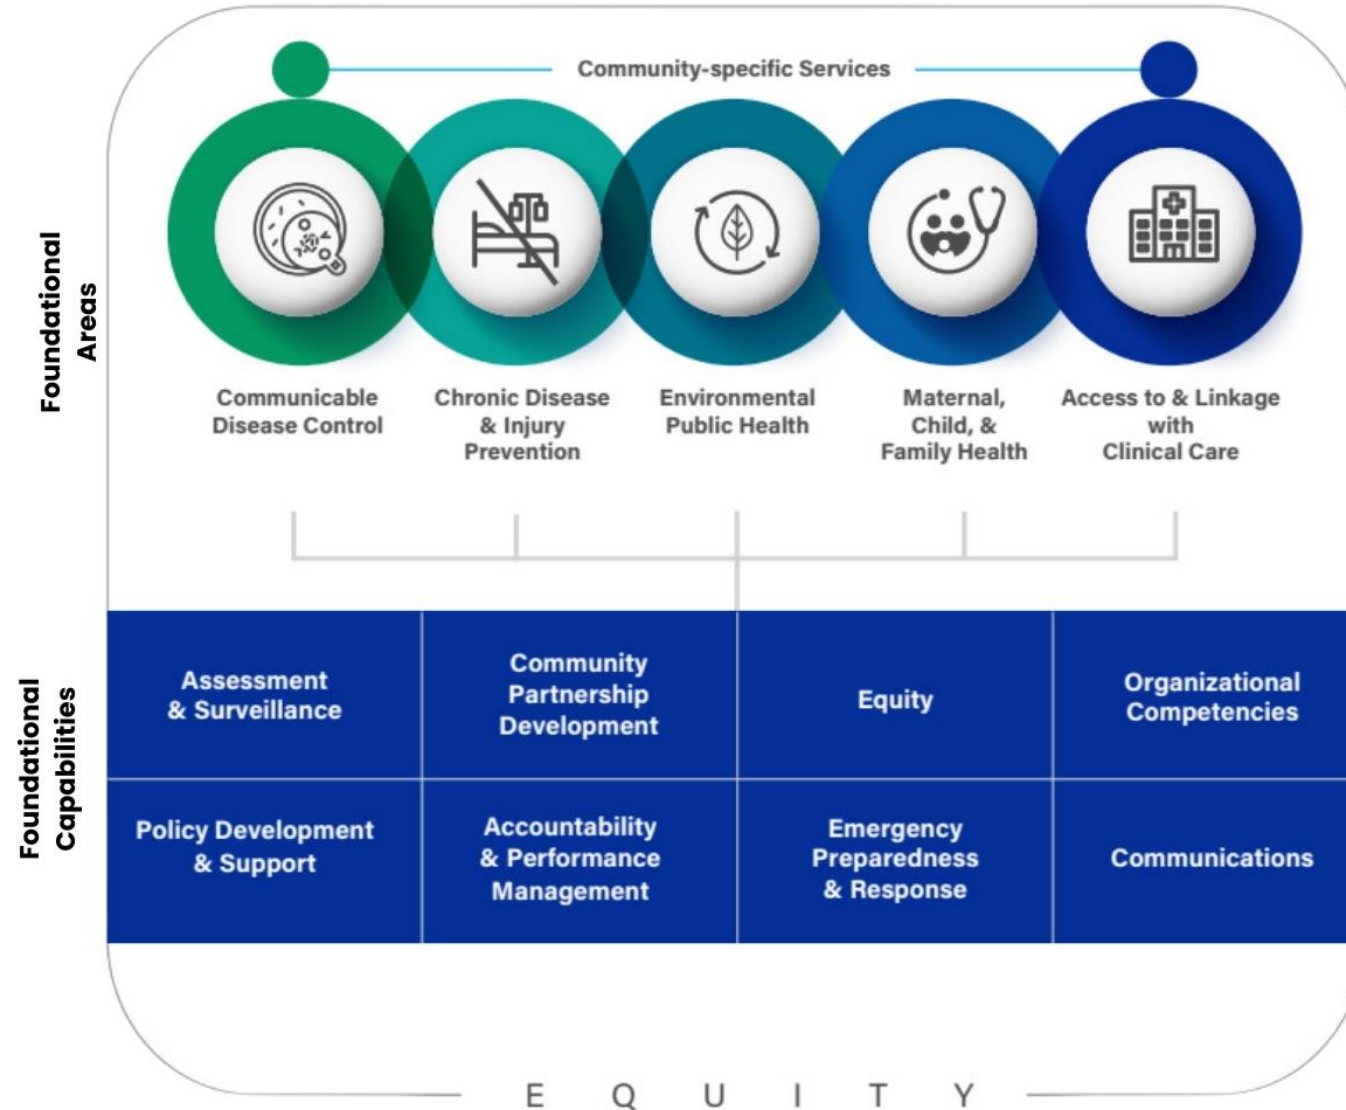 Community-specific Services
Foundational
Areas
Communicable
Disease Control
Chronic Disease
& Injury
Prevention
Environmental
Public Health
Maternal,
Child, &
Family Health
Access to & Linkage
with
Clinical Care
Foundational
Capabilities
Assessment
& Surveillance
Community
Partnership
Development
Equity
Organizational
Competencies
Policy Development
& Support
Accountability
& Performance
Management
Emergency
Preparedness
& Response
Communications
E Q U I T Y